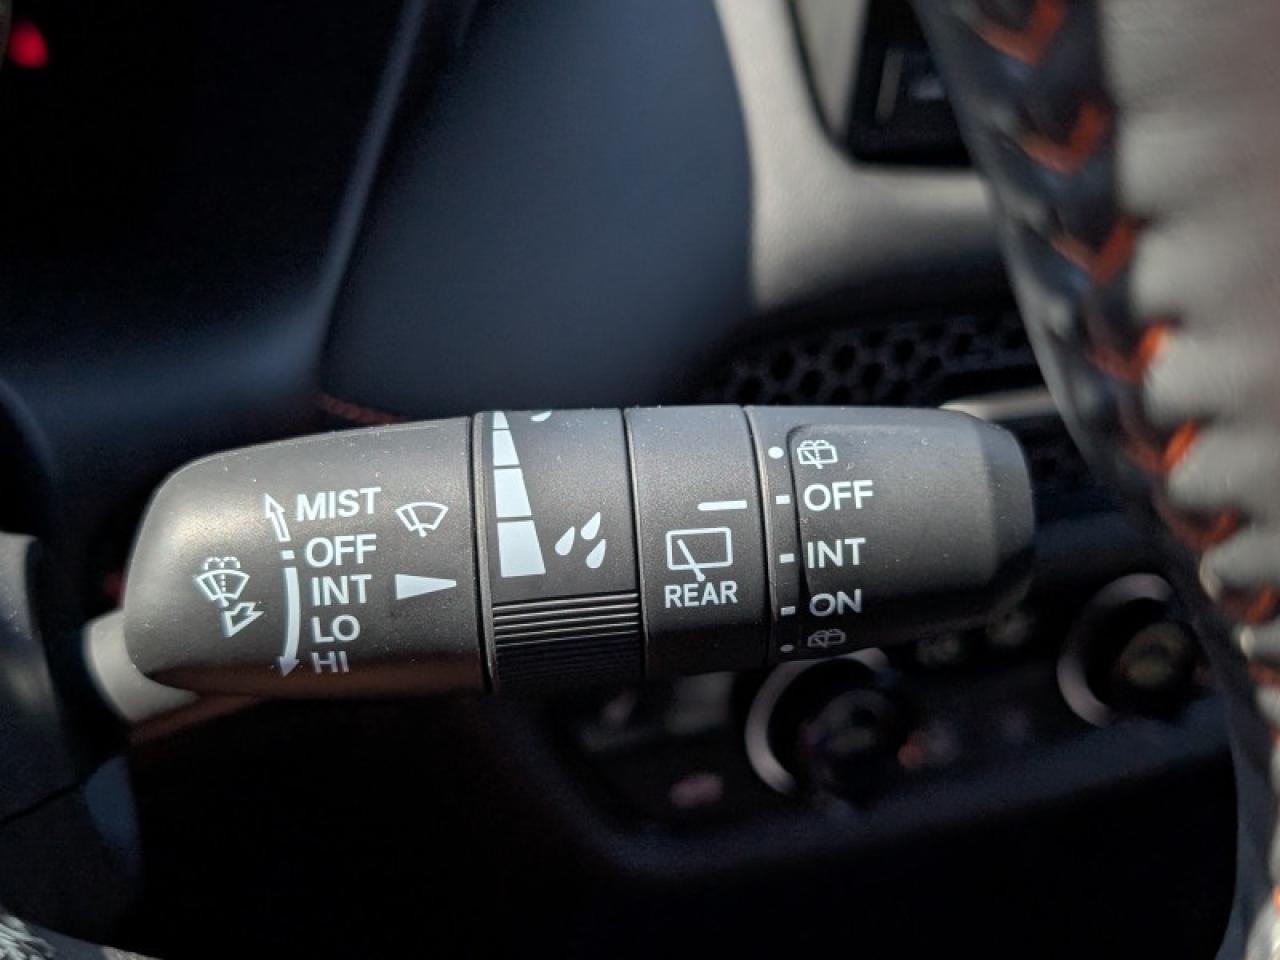 MIST
OFF
INT
LO
HI
REAR
OFF
INT
ON